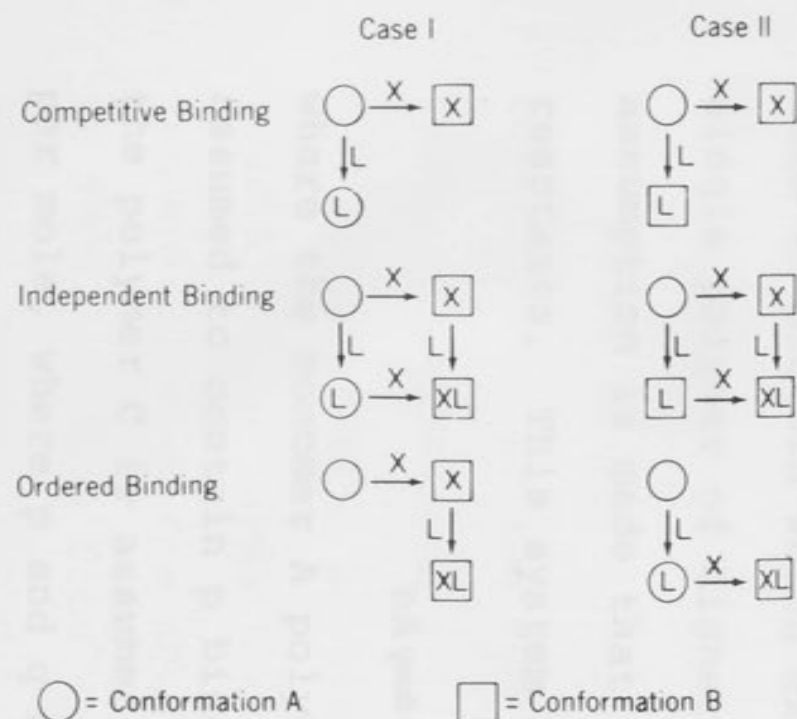 Case I Case II
Competitive Binding X X X X
L L
L L
Independent Binding X X X X
L L L L
L X XL L X XL
Ordered Binding X X
L L
XL L X XL
= Conformation A = Conformation B